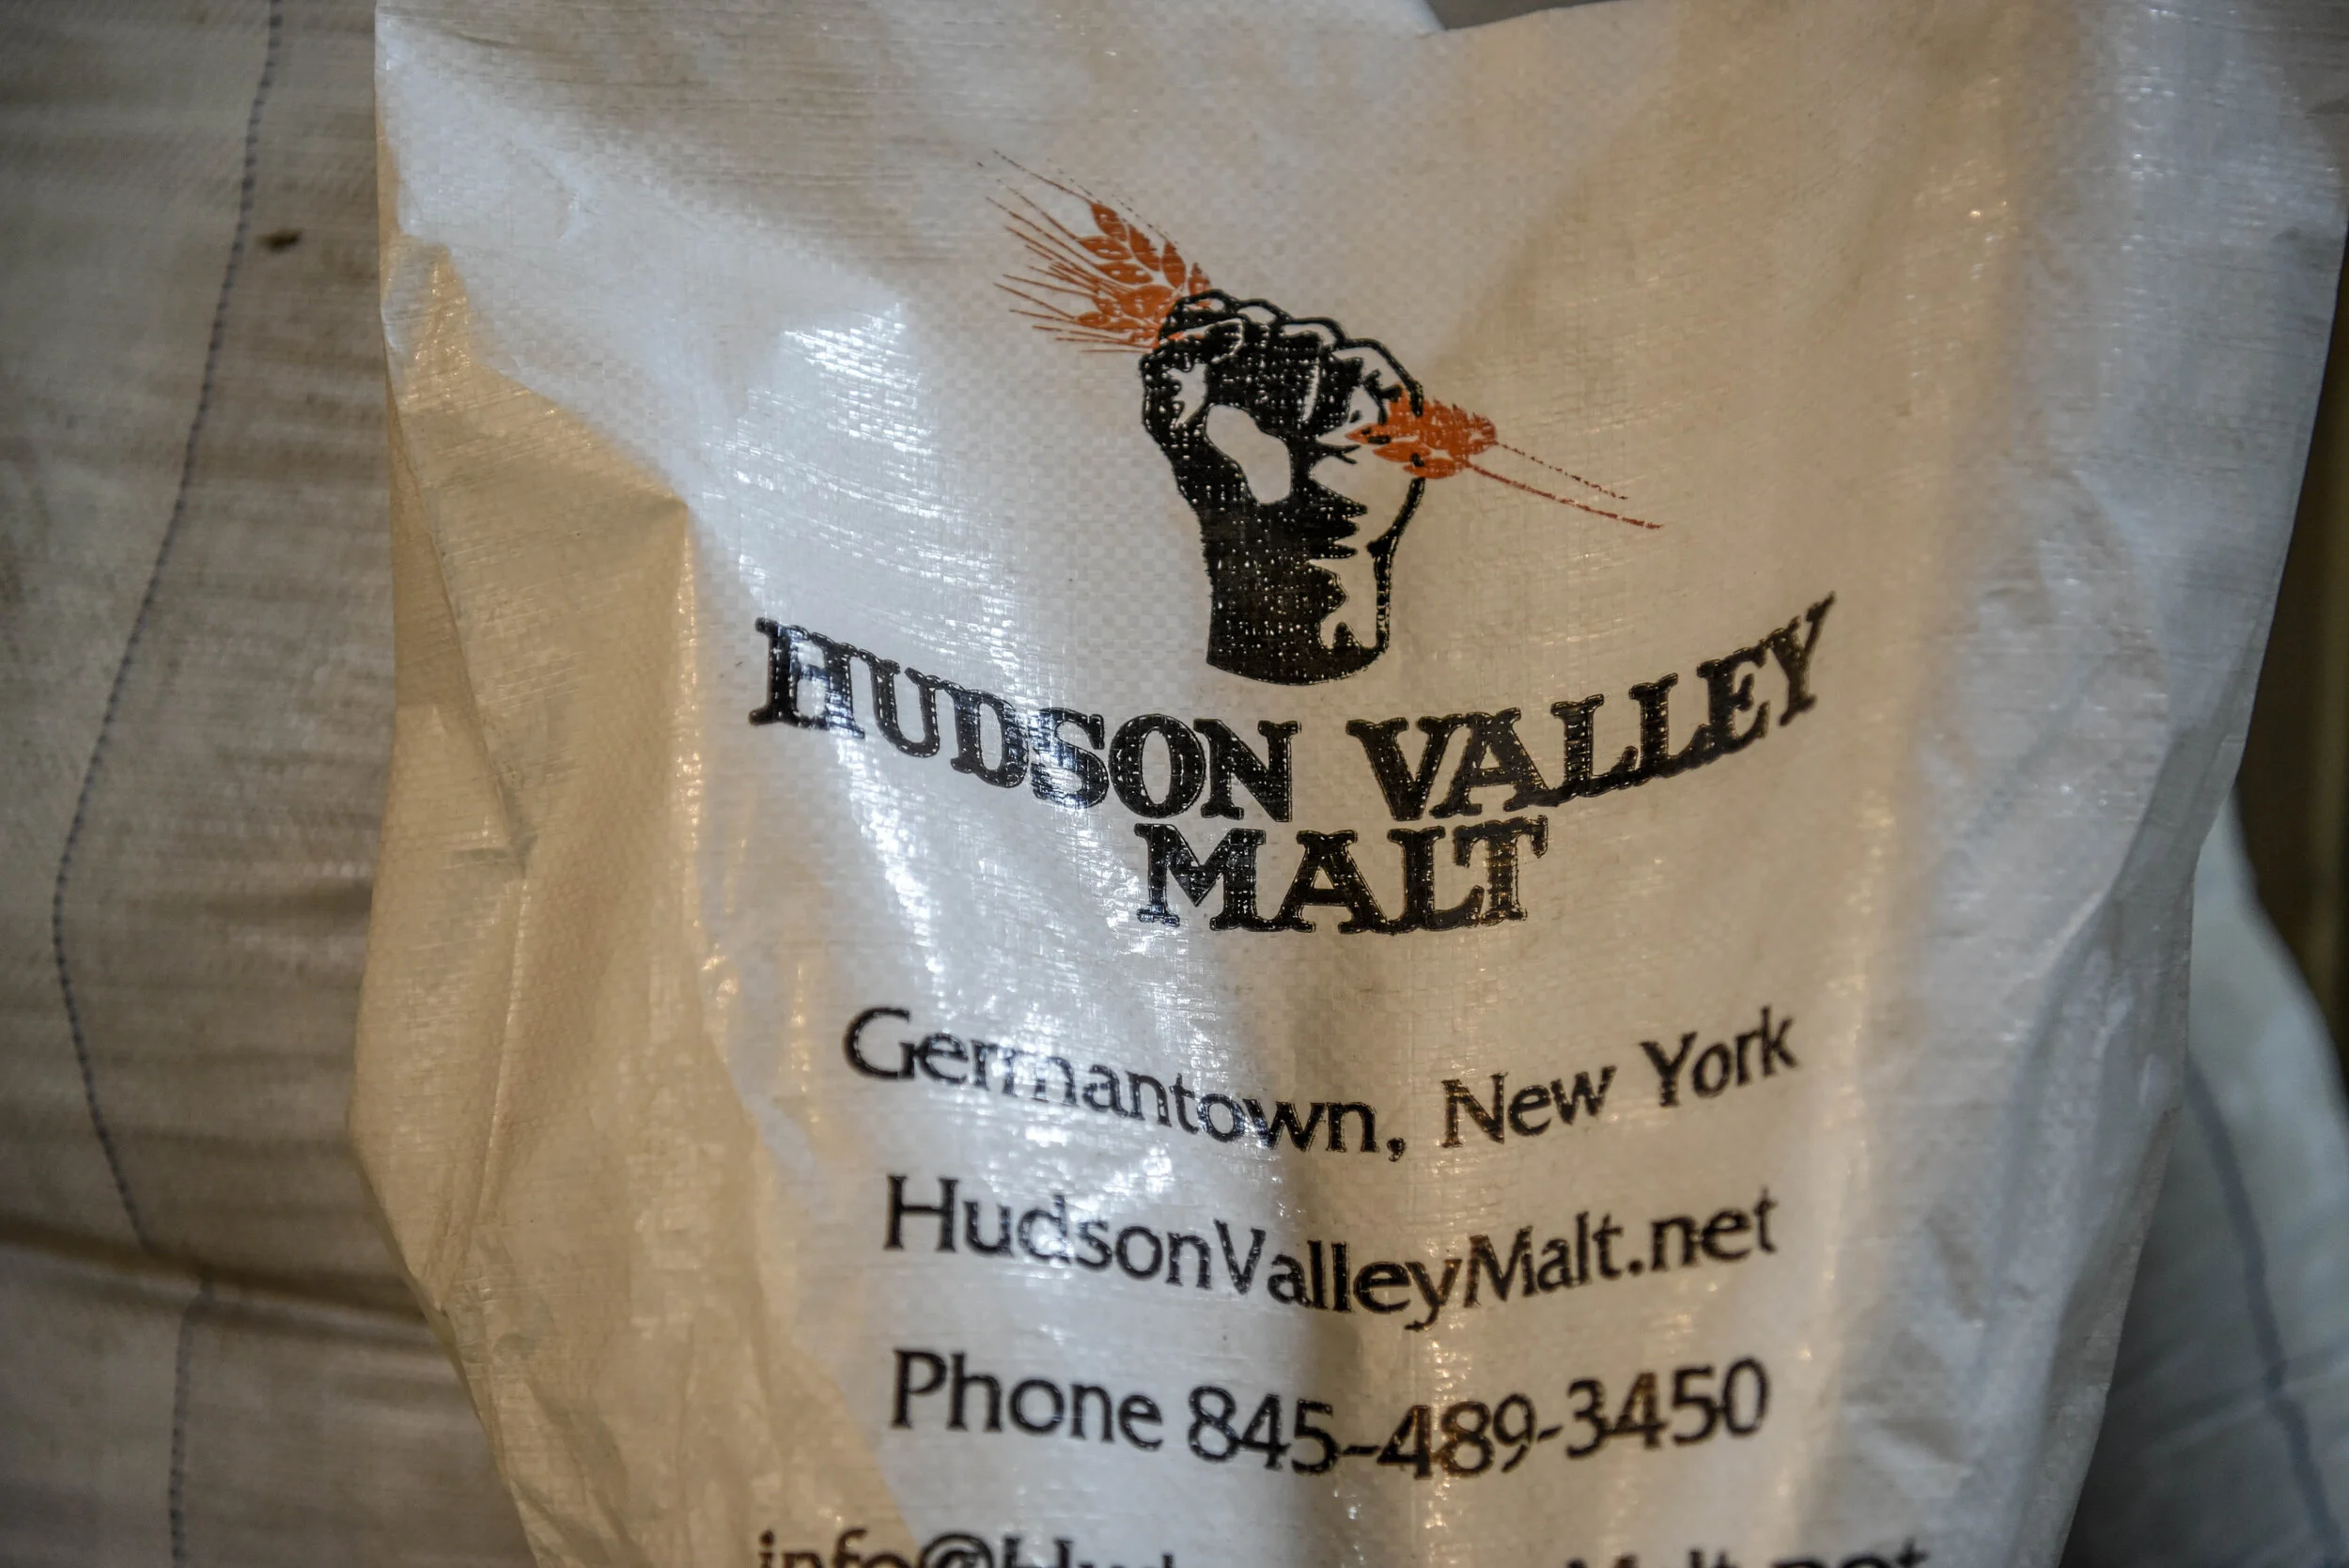 HUDSON VALLEY
MALT
Germantown, New York
HudsonValleyMalt.net
Phone 845-489-3450